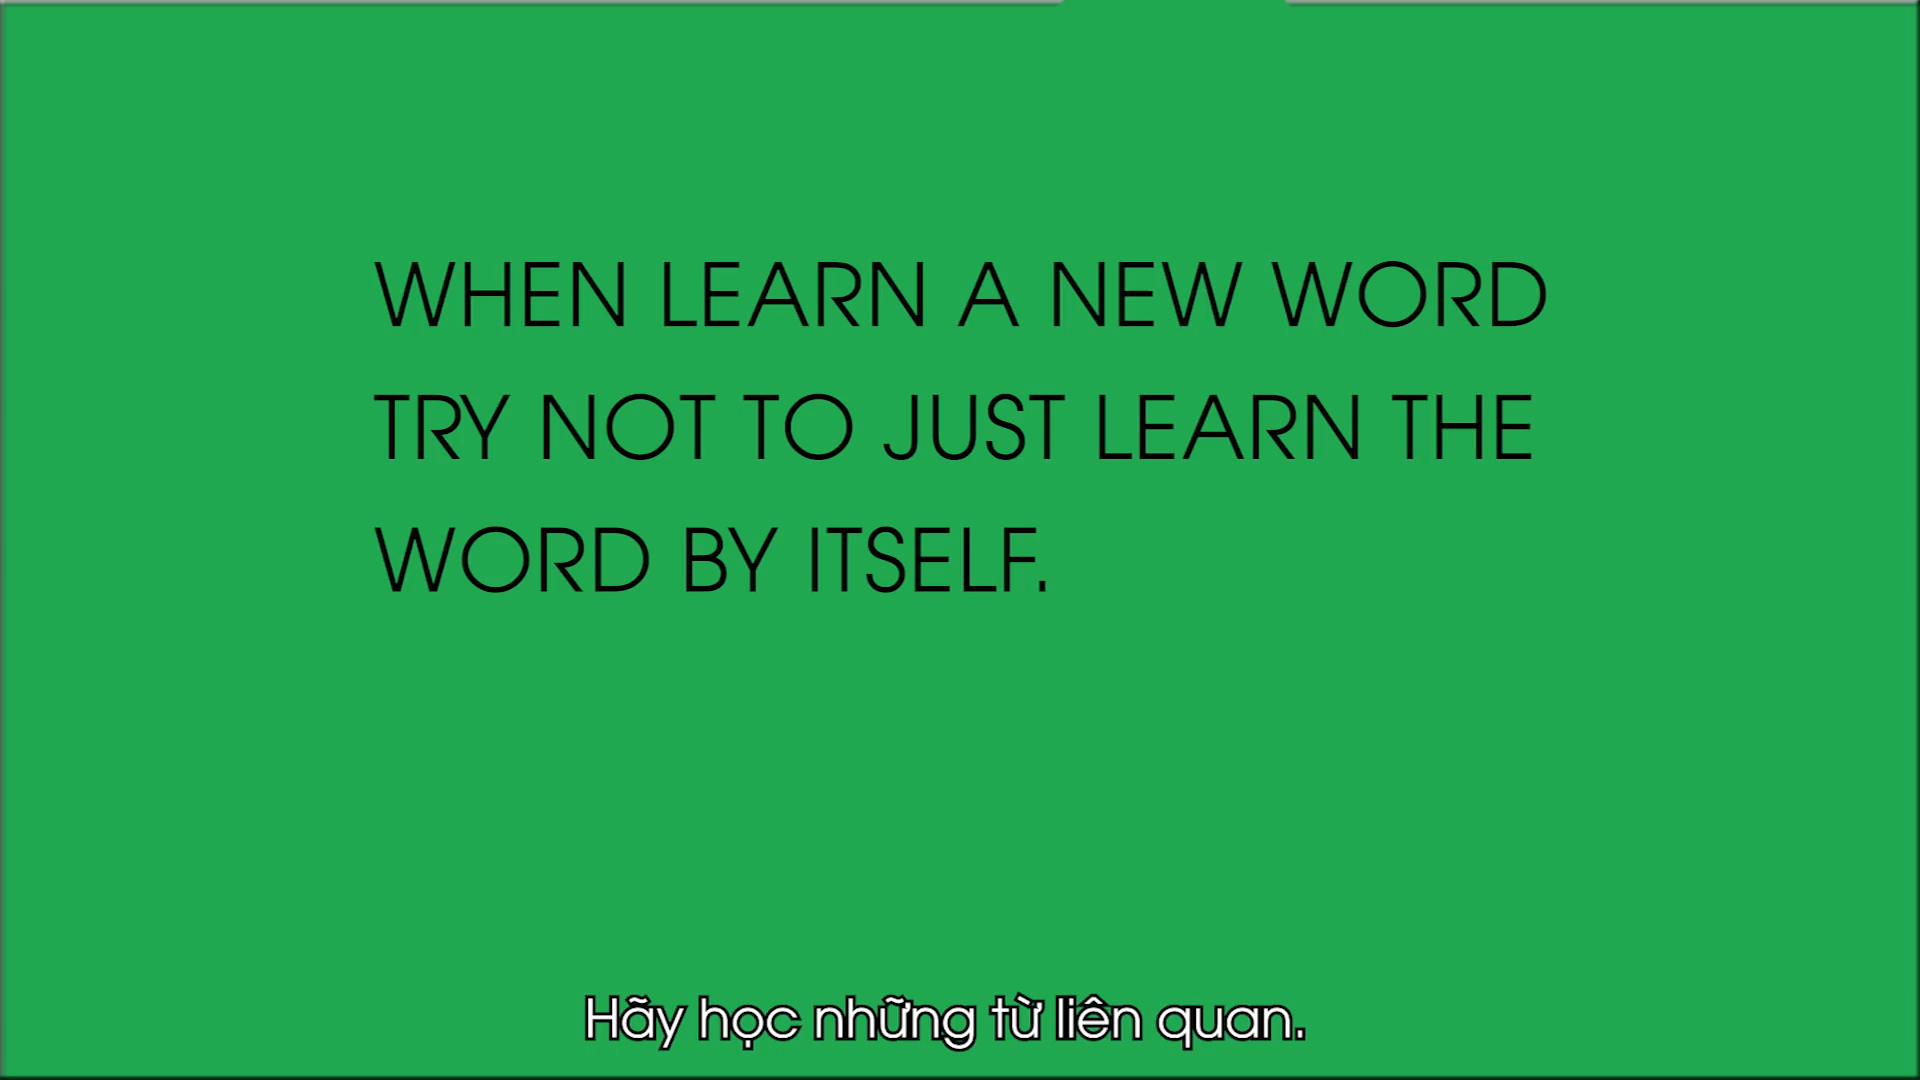 WHEN LEARN A NEW WORD
TRY NOT TO JUST LEARN THE
WORD BY ITSELF.
Hãy học những từ liên quan.